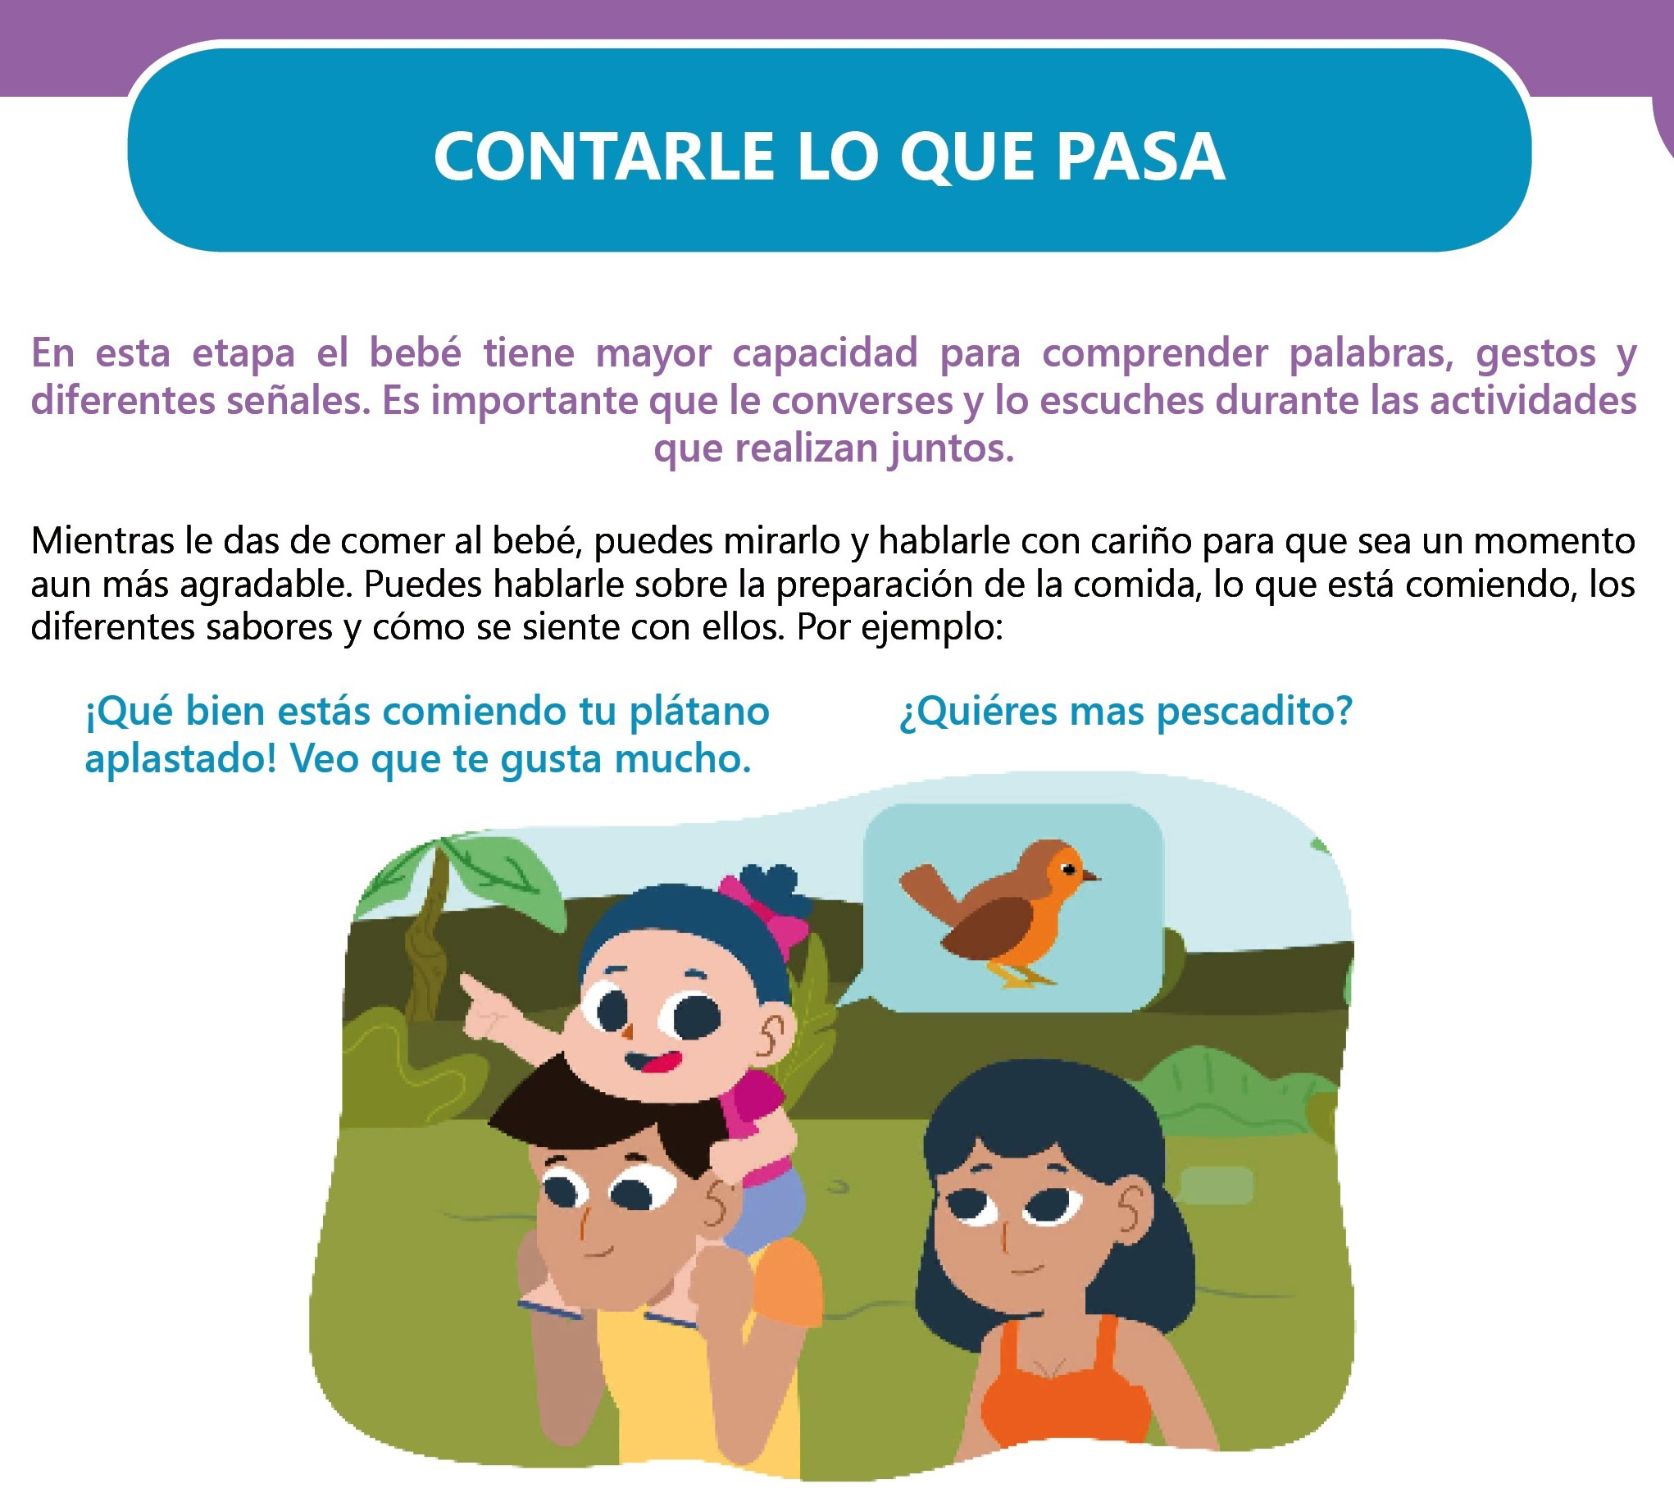 CONTARLE LO QUE PASA
En esta etapa el bebé tiene mayor capacidad para comprender palabras, gestos y
diferentes señales. Es importante que le converses y lo escuches durante las actividades
que realizan juntos.
Mientras le das de comer al bebé, puedes mirarlo y hablarle con cariño para que sea un momento
aun más agradable. Puedes hablarle sobre la preparación de la comida, lo que está comiendo, los
diferentes sabores y cómo se siente con ellos. Por ejemplo:
¡Qué bien estás comiendo tu plátano
aplastado! Veo que te gusta mucho.
¿Quiéres mas pescadito?